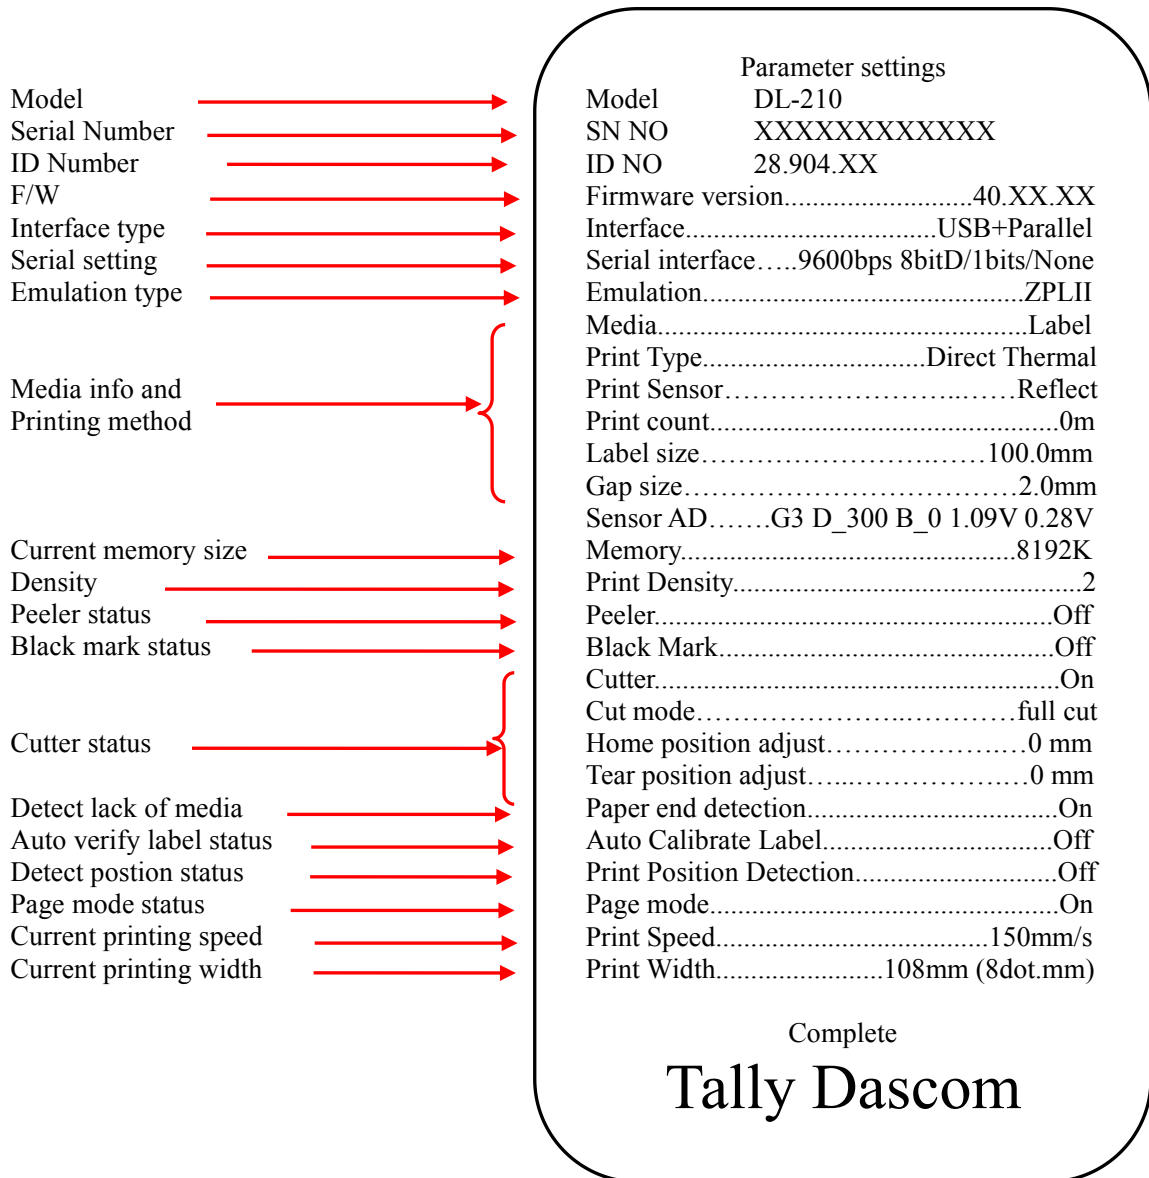 Parameter settings
Model Model DL-210
Serial Number SN NO XXXXXXXXXXXX
ID Number ID NO 28.904.XX
F/W Firmware version...........................40.XX.XX
Interface type Interface....................................USB+Parallel
Serial setting Serial interface…..9600bps 8bitD/1bits/None
Emulation type Emulation..............................................ZPLII
Media.....................................................Label
Print Type................................Direct Thermal
Media info and Print Sensor……………………..……Reflect
Printing method Print count..................................................0m
Label size………………………..……100.0mm
Gap size…………………………………2.0mm
Sensor AD…….G3 D_300 B_0 1.09V 0.28V
Current memory size Memory................................................8192K
Density Print Density..................................................2
Peeler status Peeler.........................................................Off
Black mark status Black Mark................................................Off
Cutter..........................................................On
Cut mode…………………..…………full cut
Cutter status Home position adjust………………..….…0 mm
Tear position adjust…...…………………0 mm
Detect lack of media Paper end detection....................................On
Auto verify label status Auto Calibrate Label.................................Off
Detect postion status Print Position Detection.............................Off
Page mode status Page mode..................................................On
Current printing speed Print Speed.......................................150mm/s
Current printing width Print Width........................108mm (8dot.mm)
Complete
Tally Dascom